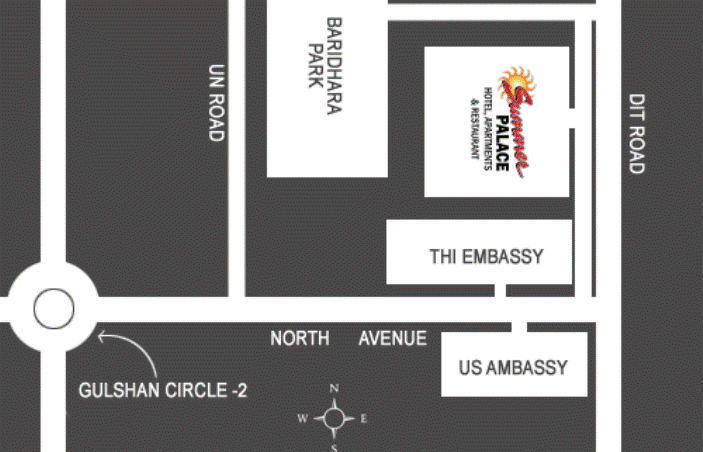 BARIDHARA
PARK
UN ROAD
Summer
PALACE
HOTEL, APARTMENTS
& RESTAURANT
DIT ROAD
THI EMBASSY
NORTH AVENUE
US AMBASSY
GULSHAN CIRCLE -2
N
W E
S